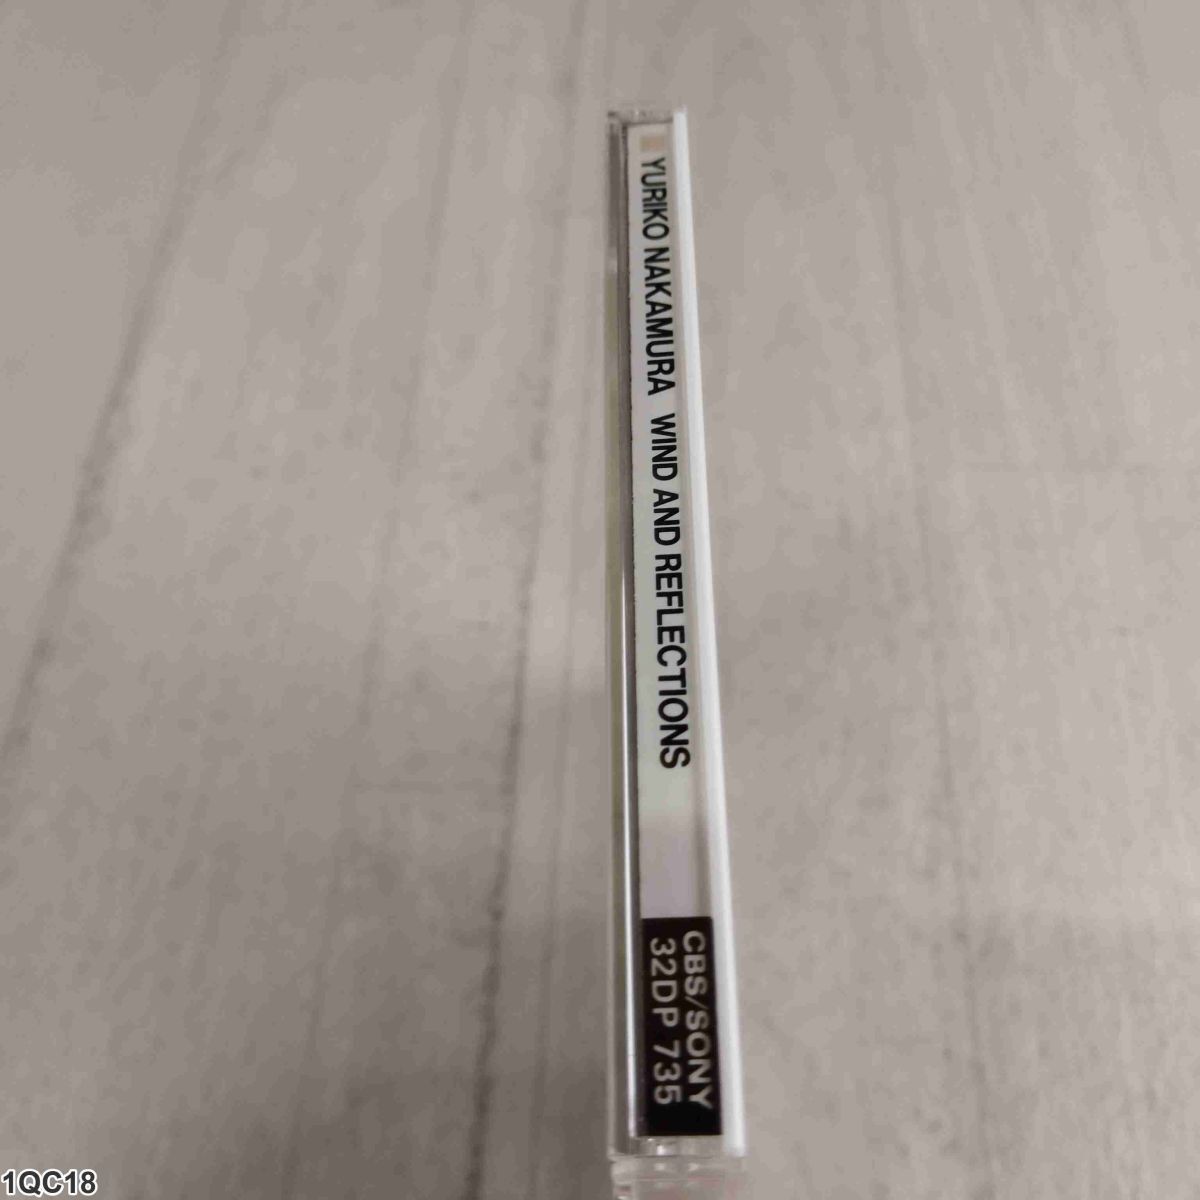 YURIKO NAKAMURA WIND AND REFLECTIONS
CBS/SONY
32DP 735
1QC18